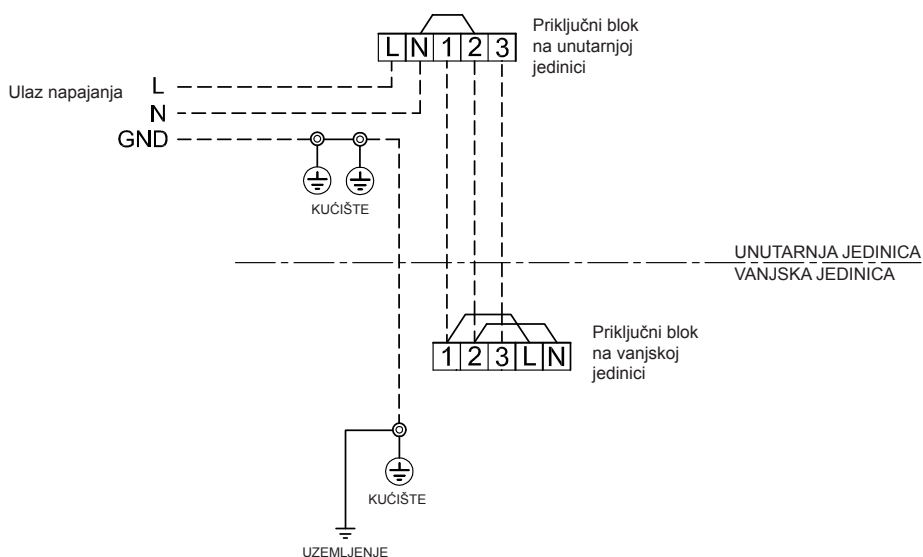 Priključni blok
na unutarnjoj
jedinici
L N 1 2 3
Ulaz napajanja
L
N
GND
KUĆIŠTE
UNUTARNJA JEDINICA
VANJSKA JEDINICA
Priključni blok
na vanjskoj
jedinici
1 2 3 L N
KUĆIŠTE
UZEMLJENJE